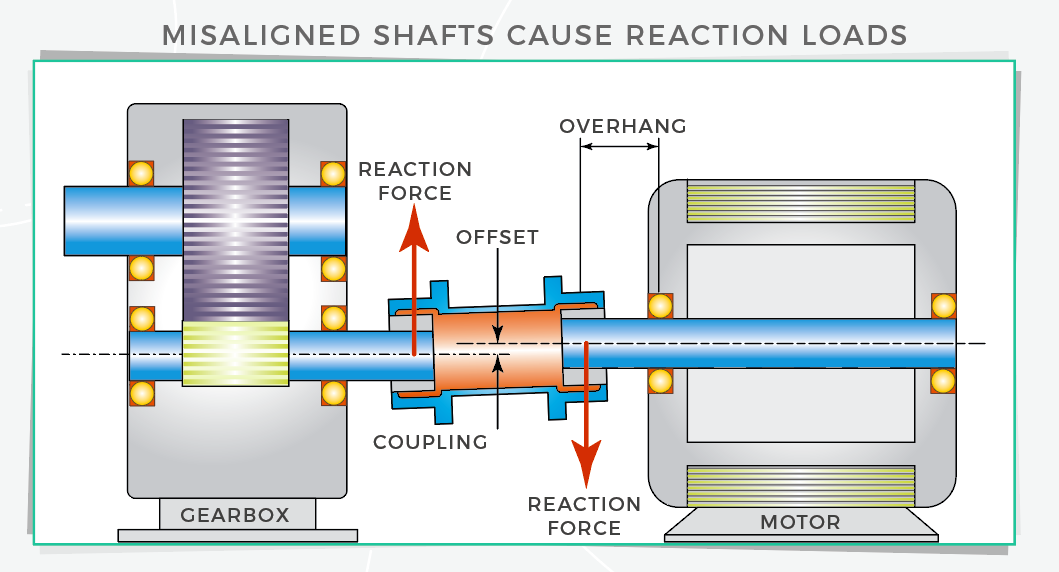 MISALIGNED SHAFTS CAUSE REACTION LOADS
OVERHANG
REACTION
FORCE
OFFSET
COUPLING
REACTION
FORCE
GEARBOX
MOTOR